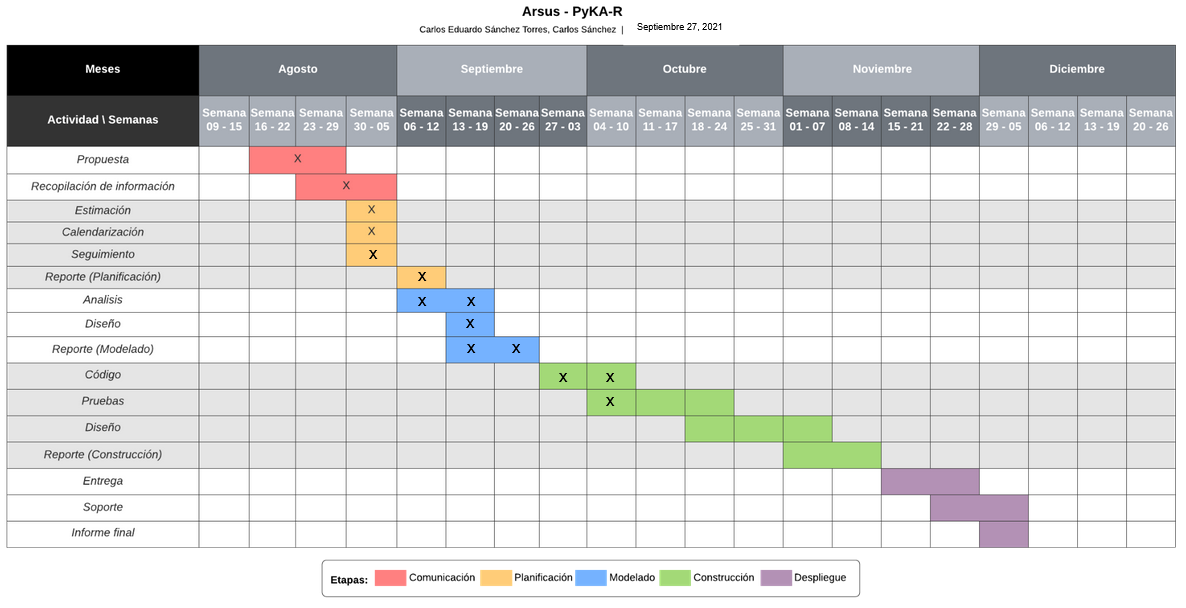 Arsus - PyKA-R
Carlos Eduardo Sánchez Torres, Carlos Sánchez | Septiembre 27, 2021
Meses Agosto Septiembre Octubre Noviembre Diciembre
Actividad \ Semanas Semana Semana Semana Semana Semana Semana Semana Semana Semana Semana Semana Semana Semana Semana Semana Semana Semana Semana Semana Semana
09 - 15 16 - 22 23 - 29 30 - 05 06 - 12 13 - 19 20 - 26 27 - 03 04 - 10 11 - 17 18 - 24 25 - 31 01 - 07 08 - 14 15 - 21 22 - 28 29 - 05 06 - 12 13 - 19 20 - 26
Propuesta X
Recopilación de información X
Estimación X
Calendarización X
Seguimiento X
Reporte (Planificación) X
Analisis X X
Diseño X
Reporte (Modelado) X X
Código X X
Pruebas X
Diseño
Reporte (Construcción)
Entrega
Soporte
Informe final
Etapas: Comunicación Planificación Modelado Construcción Despliegue